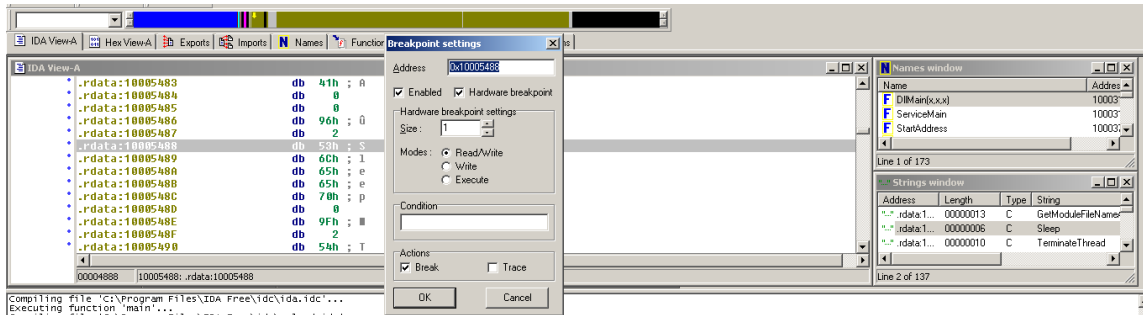 IDA View-A Hex View-A Exports Imports N Names Function
Breakpoint settings
Address 0x10005488
Enabled Hardware breakpoint
Hardware breakpoint settings
Size : 1
Modes : Read/Write
Write
Execute
Condition
Actions
Break Trace
OK Cancel
IDA View-A
.rdata:10005483 db 41h ; A
.rdata:10005484 db 0
.rdata:10005485 db 0
.rdata:10005486 db 96h ; û
.rdata:10005487 db 2
.rdata:10005488 db 53h ; S
.rdata:10005489 db 6Ch ; l
.rdata:1000548A db 65h ; e
.rdata:1000548B db 65h ; e
.rdata:1000548C db 70h ; p
.rdata:1000548D db 0
.rdata:1000548E db 9Fh ;
.rdata:1000548F db 2
.rdata:10005490 db 54h ; T
00004888 10005488: .rdata:10005488
N Names window
Name Addres
F DllMain(x,x,x) 10003
F ServiceMain 10003
F StartAddress 10003
Line 1 of 173
"..." Strings window
Address Length Type String
"..." .rdata:1... 00000013 C GetModuleFileName
"..." .rdata:1... 00000006 C Sleep
"..." .rdata:1... 00000010 C TerminateThread
Line 2 of 137
Compiling file 'C:\Program Files\IDA Free\idc\ida.idc'...
Executing function 'main'...